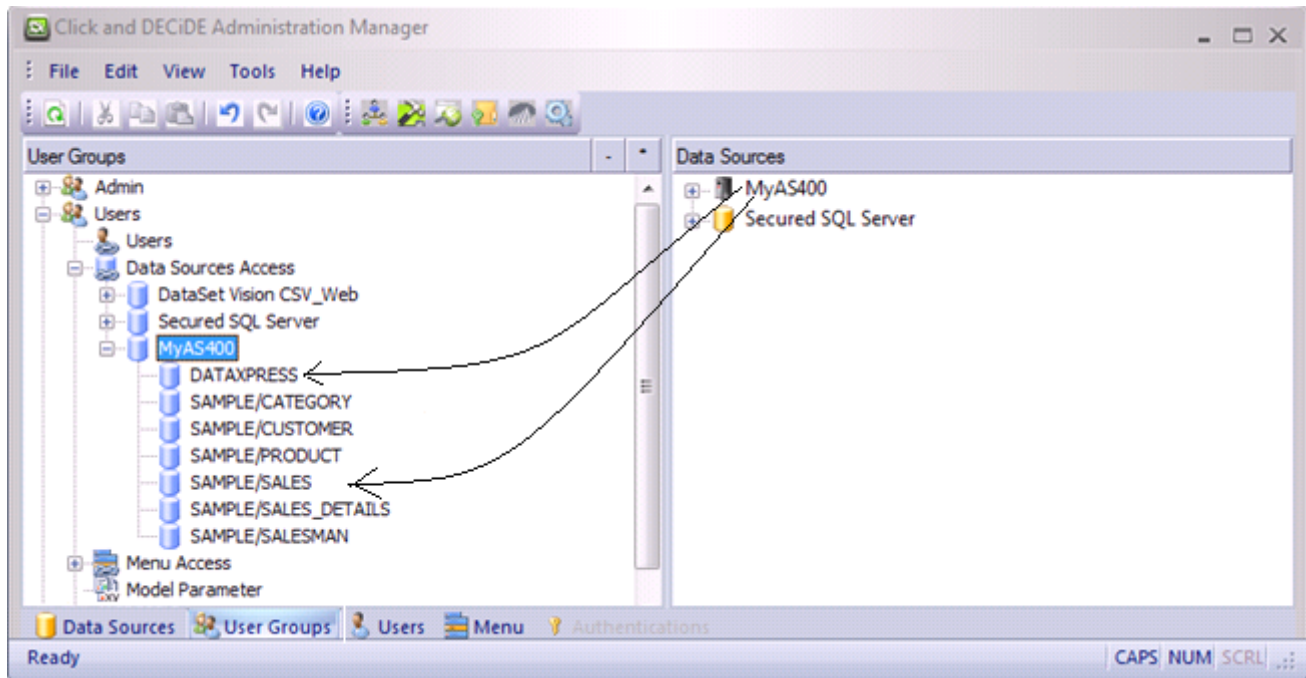 Click and DECiDE Administration Manager
File Edit View Tools Help
User Groups - *
Data Sources
Admin
Users
Users
Data Sources Access
DataSet Vision CSV_Web
Secured SQL Server
MyAS400
DATAXPRESS
SAMPLE/CATEGORY
SAMPLE/CUSTOMER
SAMPLE/PRODUCT
SAMPLE/SALES
SAMPLE/SALES_DETAILS
SAMPLE/SALESMAN
Menu Access
Model Parameter
MyAS400
Secured SQL Server
Data Sources User Groups Users Menu Authentications
Ready CAPS NUM SCRL